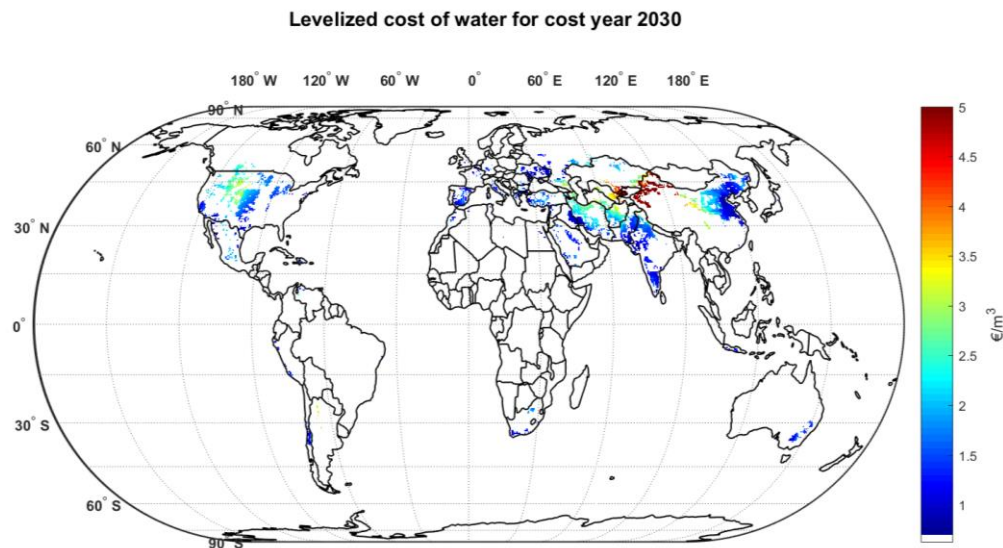 Levelized cost of water for cost year 2030
180° W 120° W 60° W 0° 60° E 120° E 180° E
90° N
60° N
30° N
0°
30° S
60° S
90° S
5
4.5
4
3.5
3
2.5
2
1.5
1
€/m³